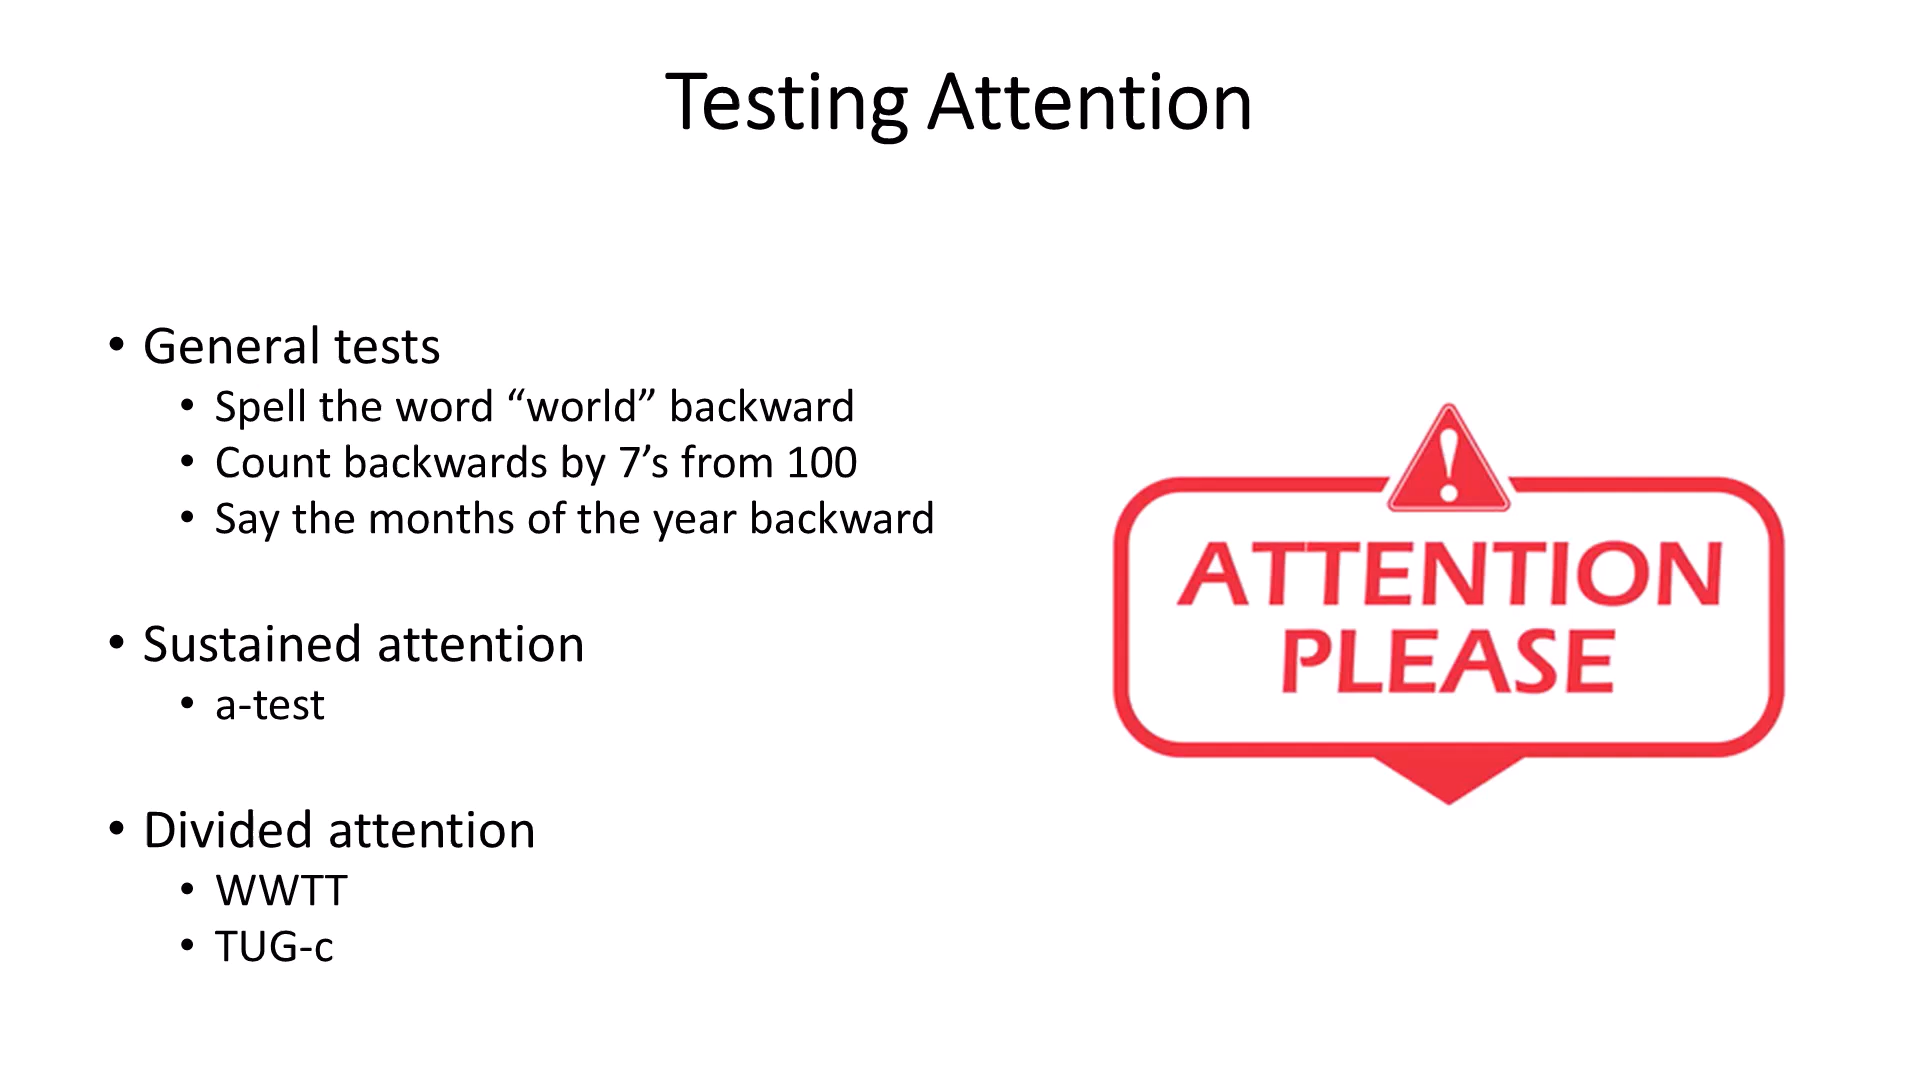 Testing Attention
• General tests
• Spell the word “world” backward
• Count backwards by 7’s from 100
• Say the months of the year backward
• Sustained attention
• a-test
• Divided attention
• WWTT
• TUG-c
!
ATTENTION
PLEASE